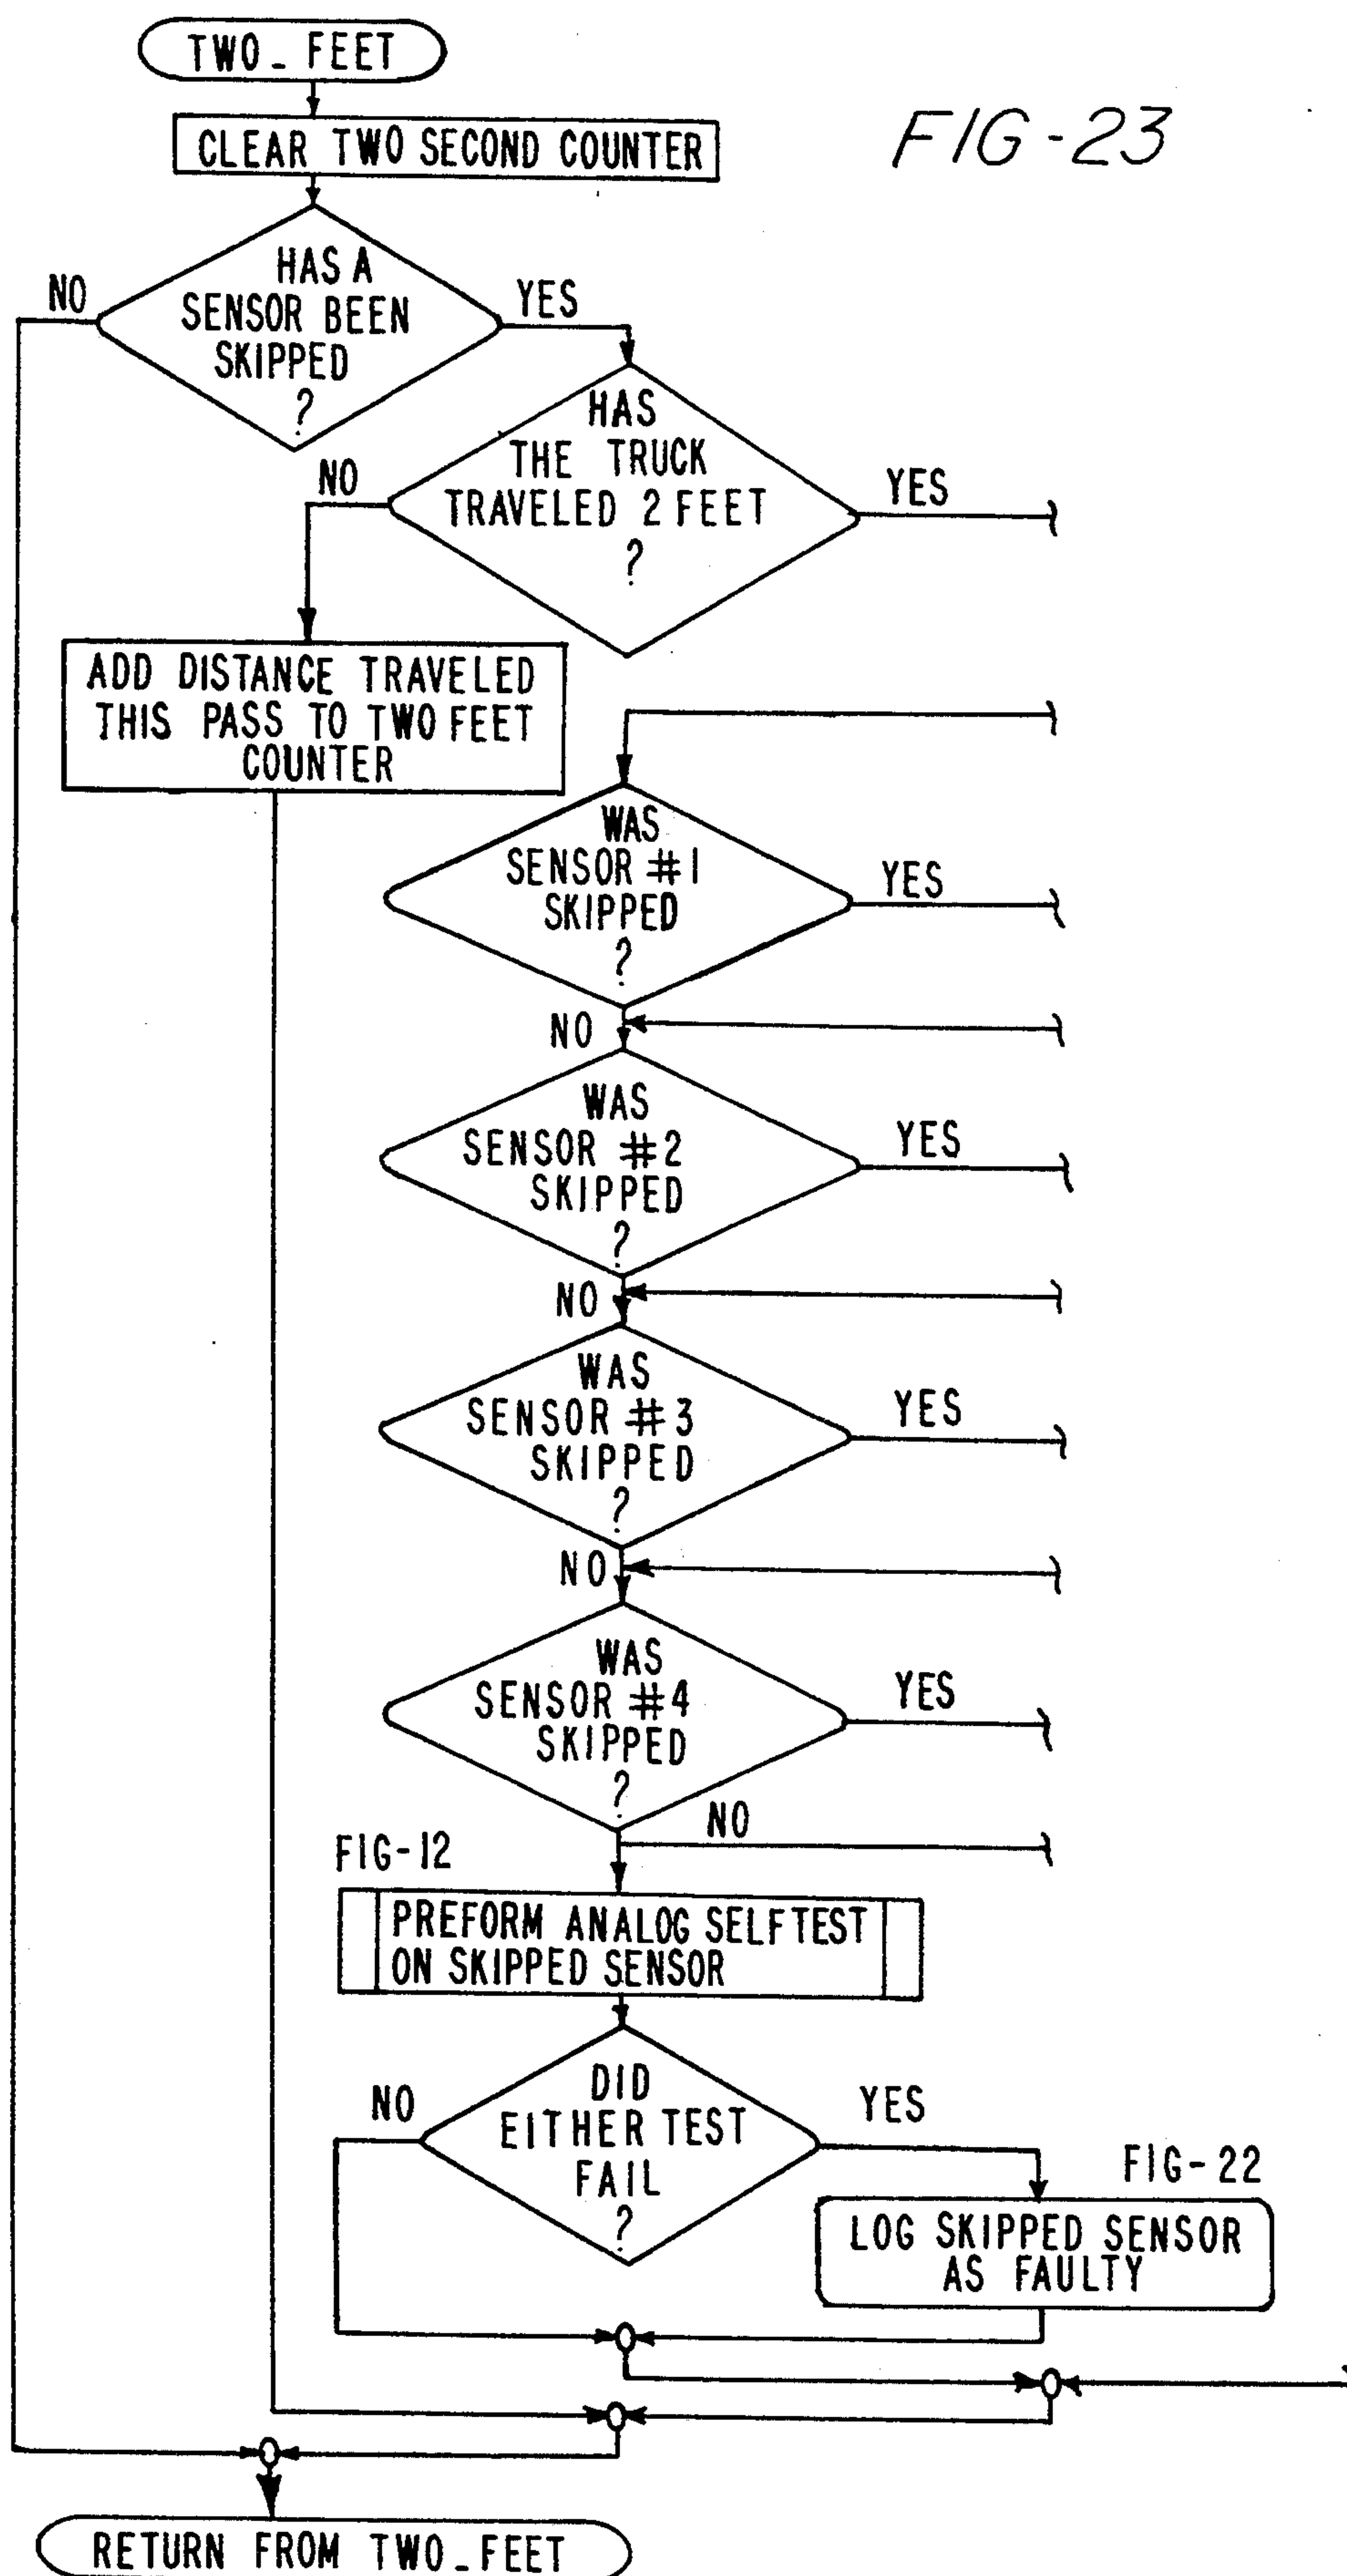 TWO_FEET
FIG-23
CLEAR TWO SECOND COUNTER
HAS A
SENSOR BEEN
SKIPPED
?
NO
YES
HAS
THE TRUCK
TRAVELED 2 FEET
?
NO
YES
ADD DISTANCE TRAVELED
THIS PASS TO TWO FEET
COUNTER
WAS
SENSOR #1
SKIPPED
?
YES
NO
WAS
SENSOR #2
SKIPPED
?
YES
NO
WAS
SENSOR #3
SKIPPED
?
YES
NO
WAS
SENSOR #4
SKIPPED
?
YES
NO
FIG-12
PREFORM ANALOG SELFTEST
ON SKIPPED SENSOR
DID
EITHER TEST
FAIL
?
NO
YES
FIG-22
LOG SKIPPED SENSOR
AS FAULTY
RETURN FROM TWO_FEET